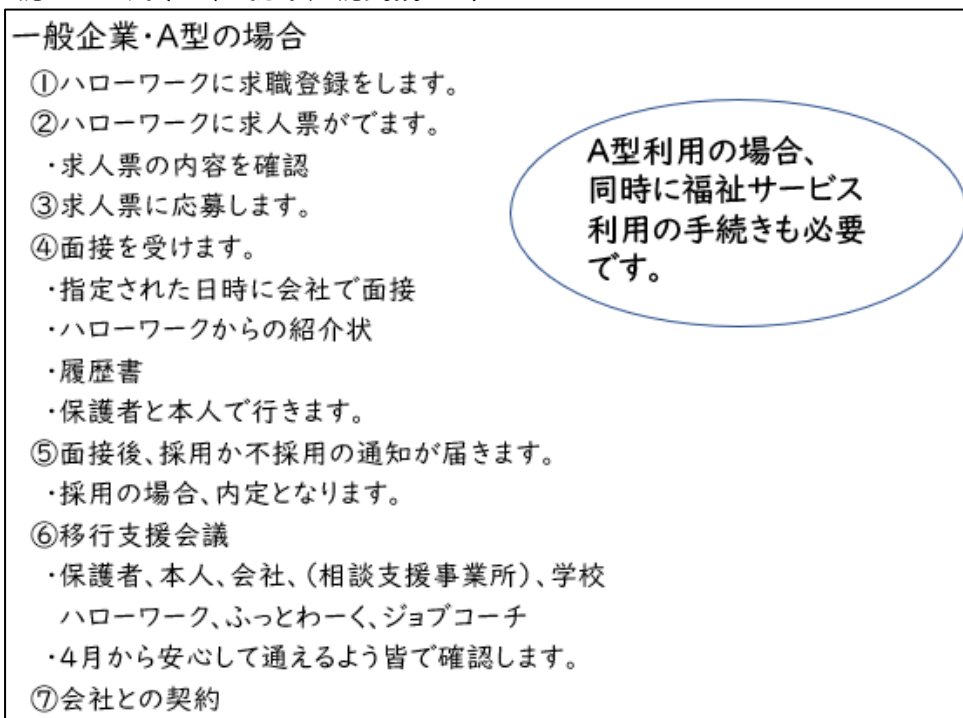 一般企業・A型の場合
①ハローワークに求職登録をします。
②ハローワークに求人票がでます。
・求人票の内容を確認
③求人票に応募します。
④面接を受けます。
・指定された日時に会社で面接
・ハローワークからの紹介状
・履歴書
・保護者と本人で行きます。
⑤面接後、採用か不採用の通知が届きます。
・採用の場合、内定となります。
⑥移行支援会議
・保護者、本人、会社、（相談支援事業所）、学校
ハローワーク、ふっとわーく、ジョブコーチ
・4月から安心して通えるよう皆で確認します。
⑦会社との契約
A型利用の場合、
同時に福祉サービス
利用の手続きも必要
です。